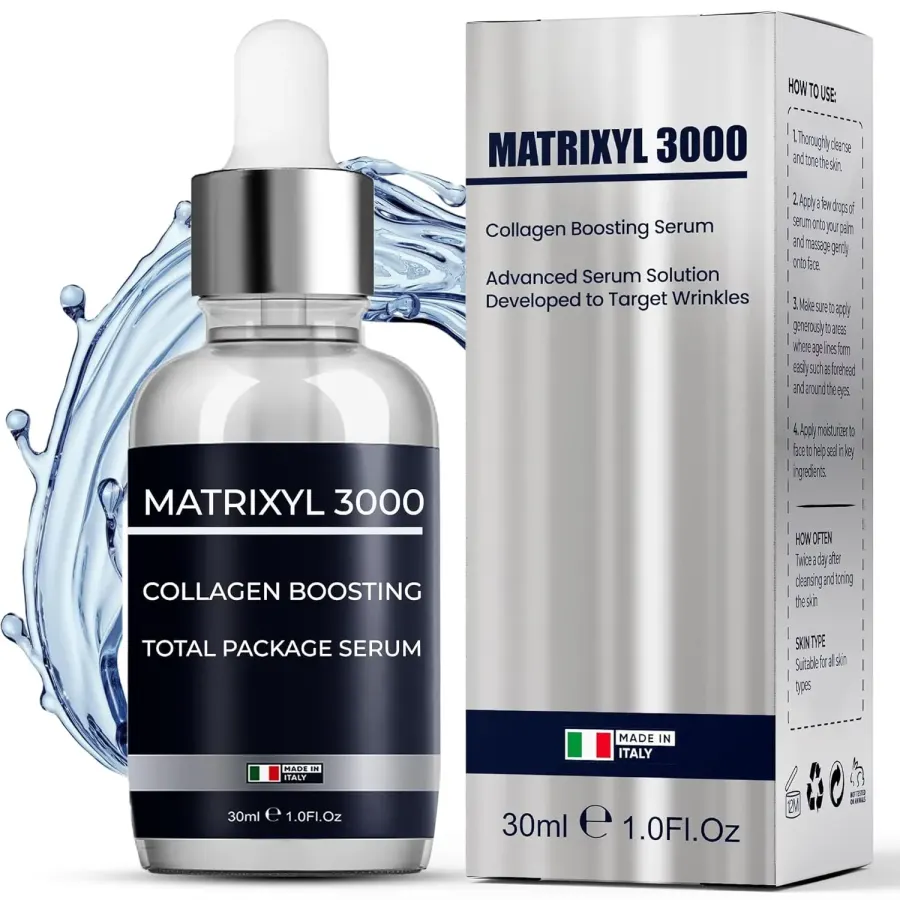 MATRIXYL 3000
COLLAGEN BOOSTING
TOTAL PACKAGE SERUM
MADE IN
ITALY
30ml e 1.0Fl.Oz
MATRIXYL 3000
Collagen Boosting Serum
Advanced Serum Solution
Developed to Target Wrinkles
MADE IN
ITALY
30ml e 1.0Fl.Oz
HOW TO USE:
1. Thoroughly cleanse
and tone the skin.
2. Apply a few drops of
serum onto your palm
and massage gently
onto face.
3. Make sure to apply
generously to areas
where age lines form
easily such as forehead
and around the eyes.
4. Apply moisturizer to
face to help seal in key
ingredients.
HOW OFTEN
Twice a day after
cleansing and toning
the skin
SKIN TYPE
Suitable for all skin
types
12M
NOT TESTED
ON ANIMALS